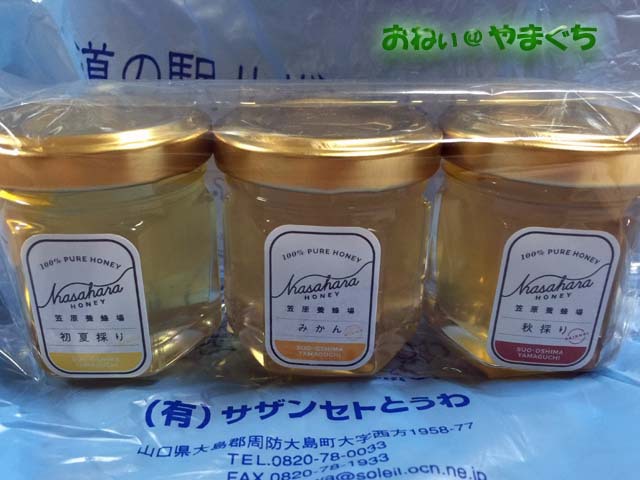 おねぃ@やまぐち
道の駅
100% PURE HONEY
Kasahara
HONEY
笠原養蜂場
初夏採り
100% PURE HONEY
Kasahara
HONEY
笠原養蜂場
みかん
SUO-OSHIMA
YAMAGUCHI
100% PURE HONEY
Kasahara
HONEY
笠原養蜂場
秋採り
SUO-OSHIMA
YAMAGUCHI
(有)サザンセトとうわ
山口県大島郡周防大島町大字西方1958-77
TEL.0820-78-0033
FAX.0820-78-1933
@soleil.ocn.ne.jp